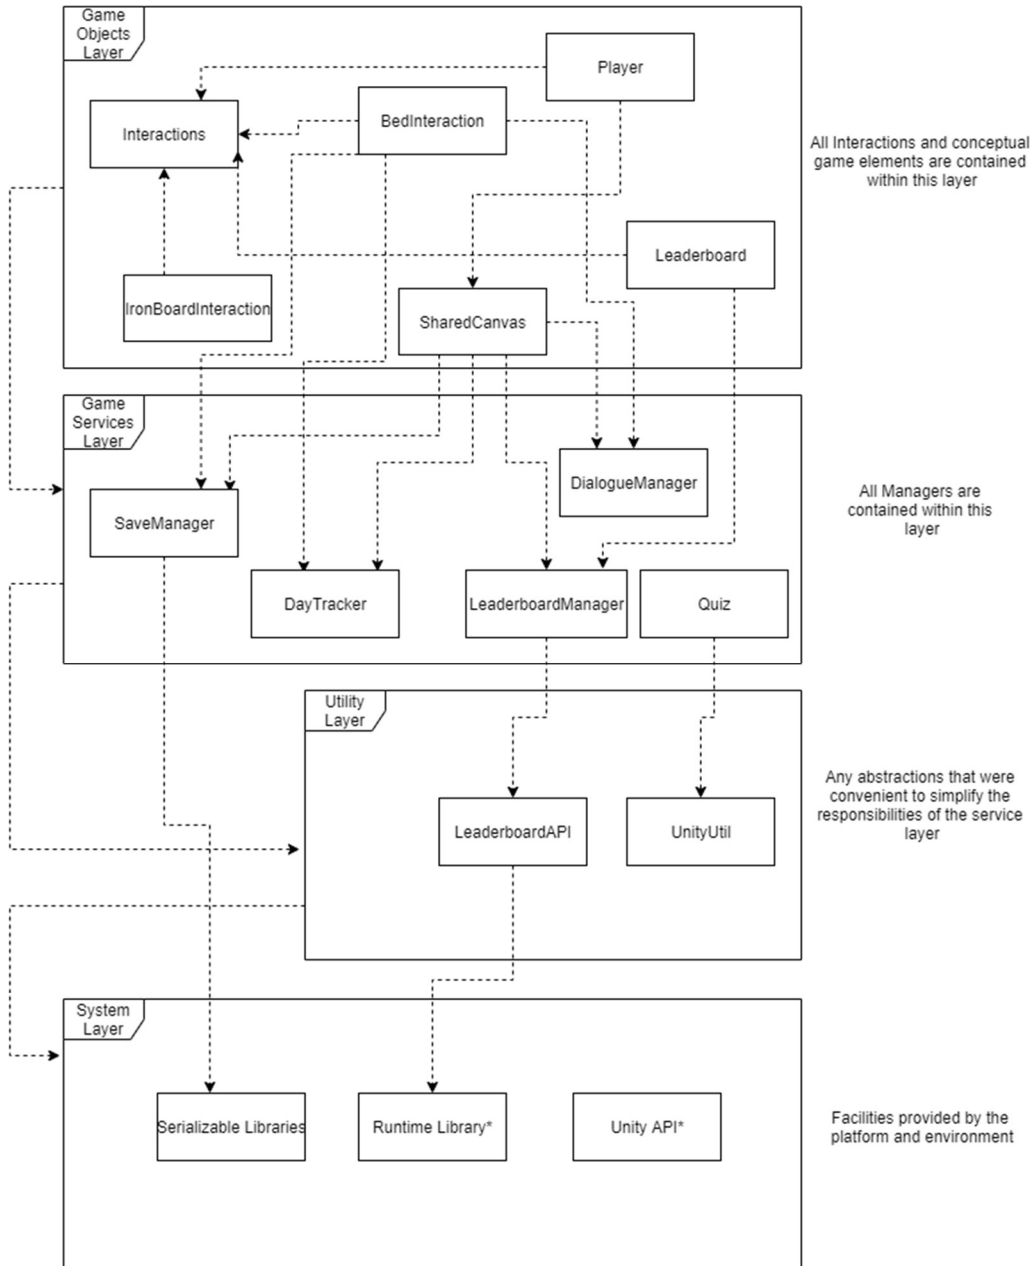 Game
Objects
Layer
Player
Interactions
BedInteraction
All Interactions and conceptual
game elements are contained
within this layer
Leaderboard
IronBoardInteraction
SharedCanvas
Game
Services
Layer
DialogueManager
All Managers are
contained within this
layer
SaveManager
DayTracker
LeaderboardManager
Quiz
Utility
Layer
Any abstractions that were
convenient to simplify the
responsibilities of the service
layer
LeaderboardAPI
UnityUtil
System
Layer
Serializable Libraries
Runtime Library*
Unity API*
Facilities provided by the
platform and environment